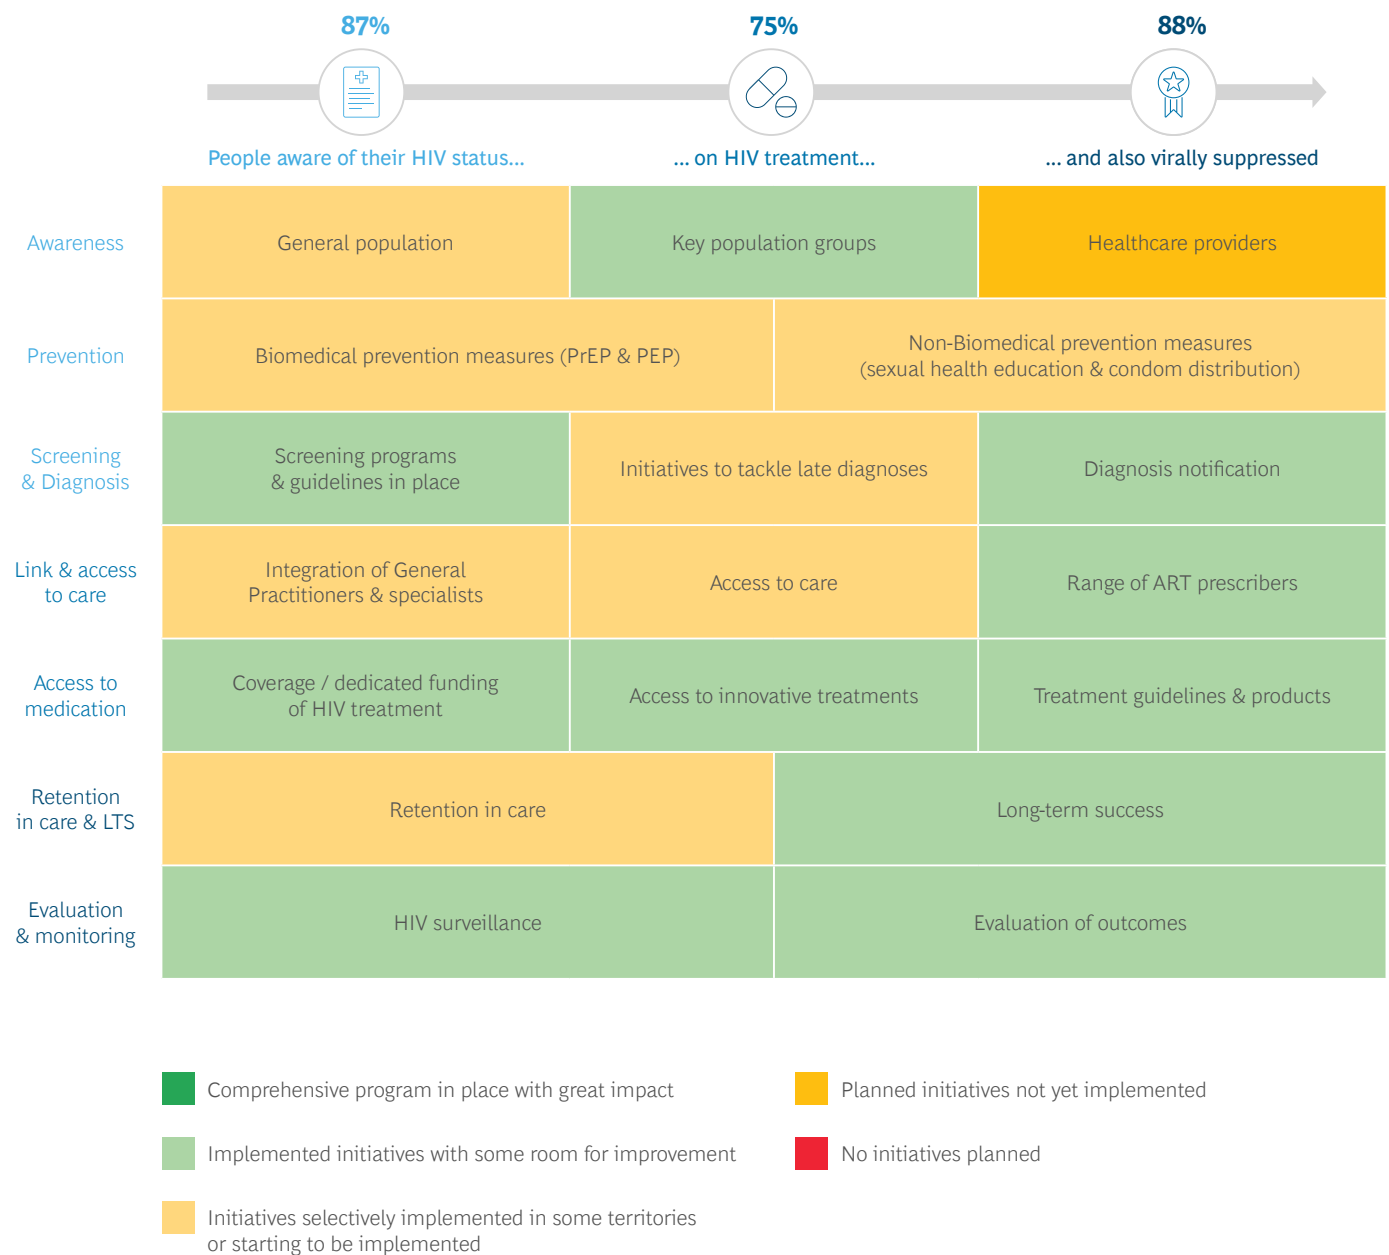 87%
75%
88%
People aware of their HIV status...
... on HIV treatment...
... and also virally suppressed
Awareness
General population
Key population groups
Healthcare providers
Prevention
Biomedical prevention measures (PrEP & PEP)
Non-Biomedical prevention measures
(sexual health education & condom distribution)
Screening
& Diagnosis
Screening programs
& guidelines in place
Initiatives to tackle late diagnoses
Diagnosis notification
Link & access
to care
Integration of General
Practitioners & specialists
Access to care
Range of ART prescribers
Access to
medication
Coverage / dedicated funding
of HIV treatment
Access to innovative treatments
Treatment guidelines & products
Retention
in care & LTS
Retention in care
Long-term success
Evaluation
& monitoring
HIV surveillance
Evaluation of outcomes
Comprehensive program in place with great impact
Planned initiatives not yet implemented
Implemented initiatives with some room for improvement
No initiatives planned
Initiatives selectively implemented in some territories
or starting to be implemented